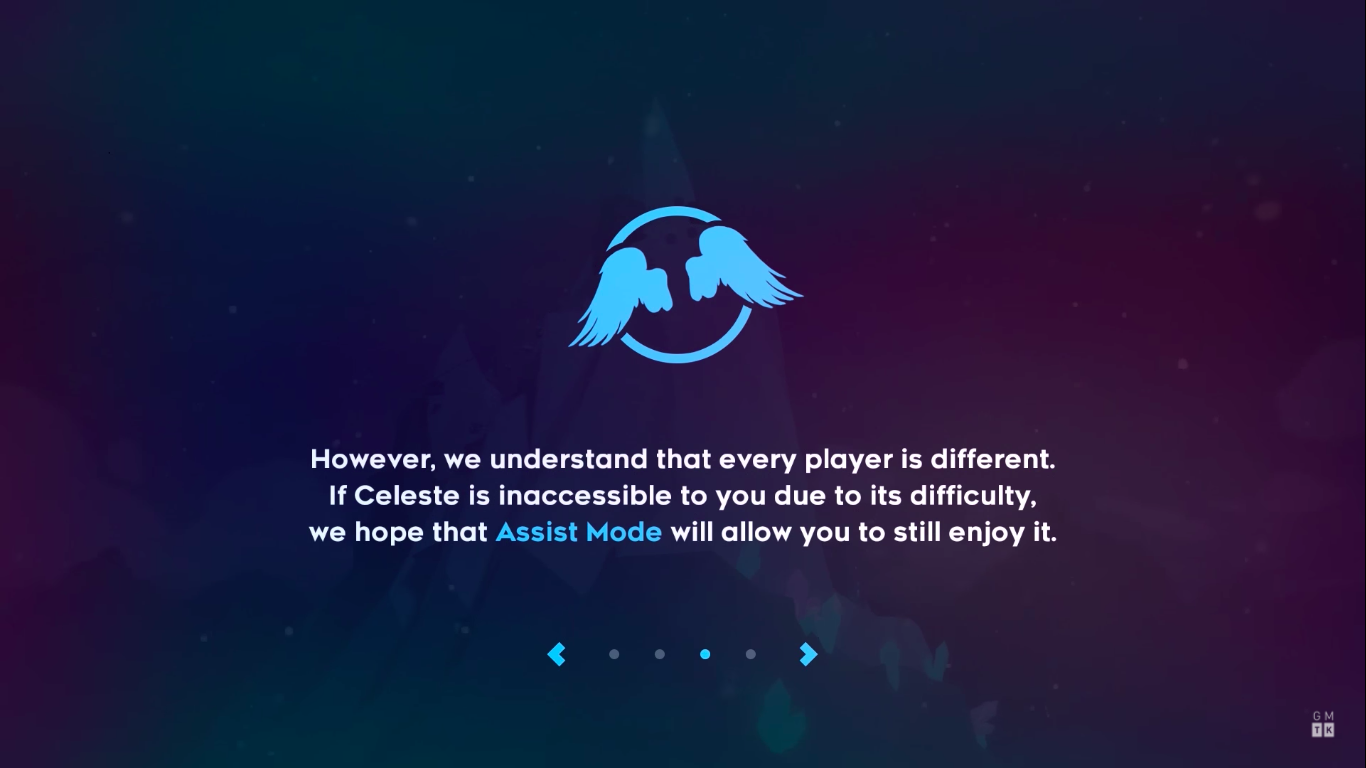 However, we understand that every player is different.
If Celeste is inaccessible to you due to its difficulty,
we hope that Assist Mode will allow you to still enjoy it.
GM
TK